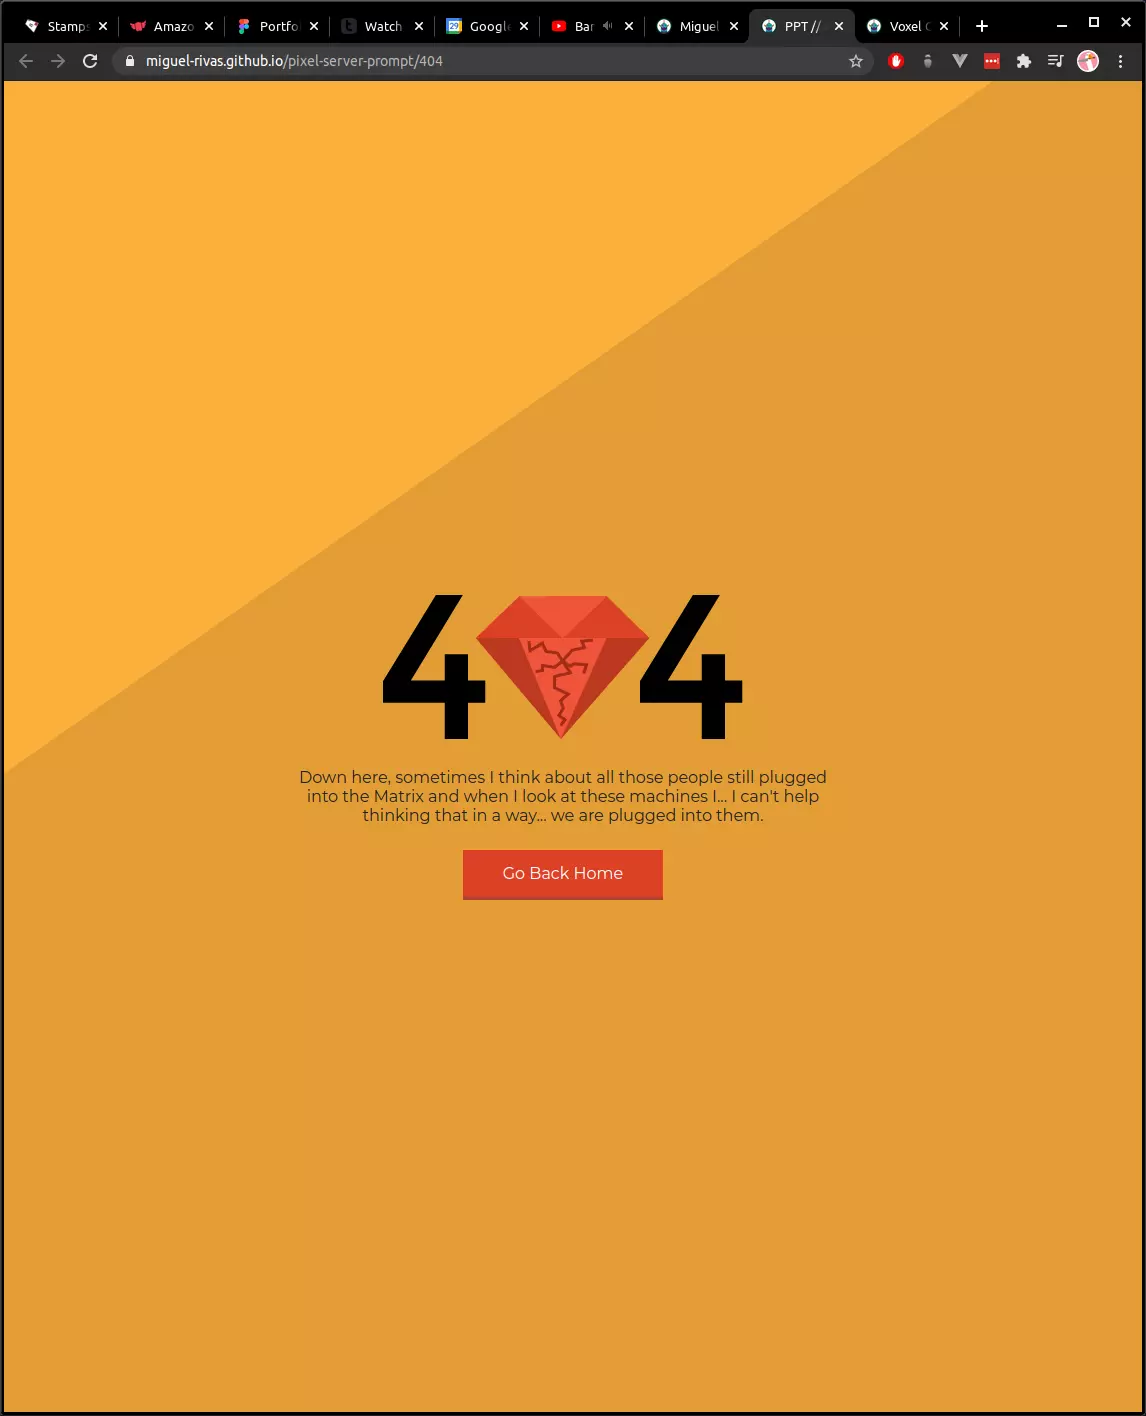 Stamps
Amazo
Portfo
Watch
Google
Bar
Miguel
PPT //
Voxel
miguel-rivas.github.io/pixel-server-prompt/404
4 4
Down here, sometimes I think about all those people still plugged
into the Matrix and when I look at these machines I... I can't help
thinking that in a way... we are plugged into them.
Go Back Home